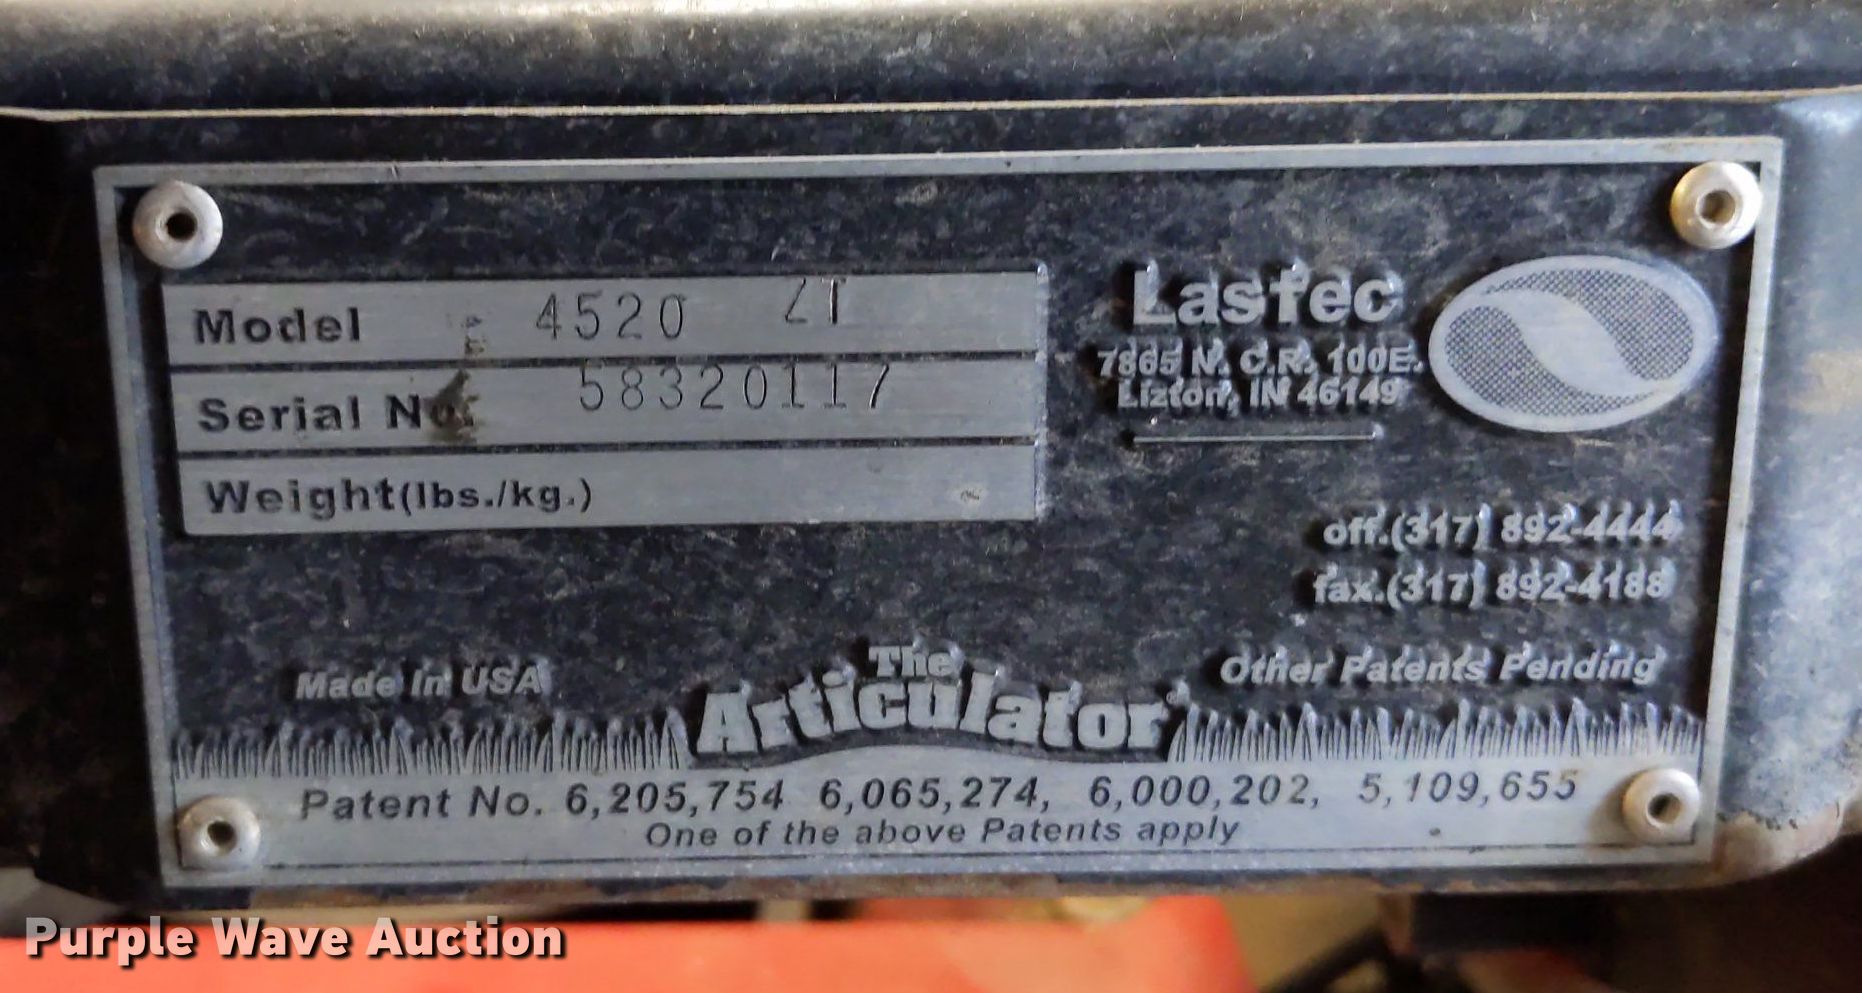 Model 4520 ZT
Serial No. 58320117
Weight(lbs./kg.)
Lastec
7865 N. C.R. 100E.
Lizton, IN 46149
off.(317) 892-4444
fax.(317) 892-4188
Made In USA
The
Articulator
Other Patents Pending
Patent No. 6,205,754 6,065,274, 6,000,202, 5,109,655
One of the above Patents apply
Purple Wave Auction